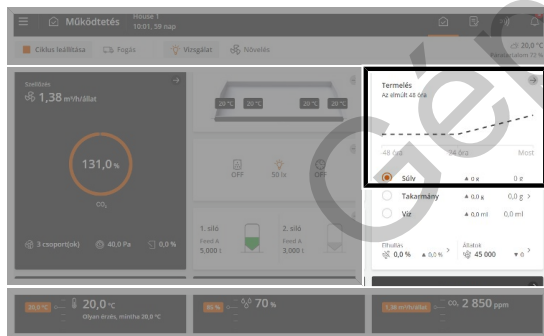 Működtetés
House 1
10:01, 59 nap
Ciklus leállítása
Fogás
Vizsgálat
Növelés
20,0 °C
Páratartalom 72 %
Szellőzés
1,38 m³/h/állat
131,0 %
CO₂
3 csoport(ok)
40,0 Pa
0,0 %
20 °C 20 °C 20 °C 20 °C
OFF 50 lx OFF
1. siló
Feed A
5,000 t
2. siló
Feed A
3,000 t
Termelés
Az elmúlt 48 óra
48 óra 24 óra Most
Súly ▲ 0 g 0 g
Takarmány ▲ 0,0 g 0,0 g >
Víz ▲ 0,0 ml 0,0 ml
Elhullás
0,0 % ▲ 0,0 %
Állatok
45 000 ▼ 0
20,0 °C
20,0 °C
Olyan érzés, mintha 20,0 °C
70 %
1,38 m³/h/állat
CO₂ 2 850 ppm
Gép